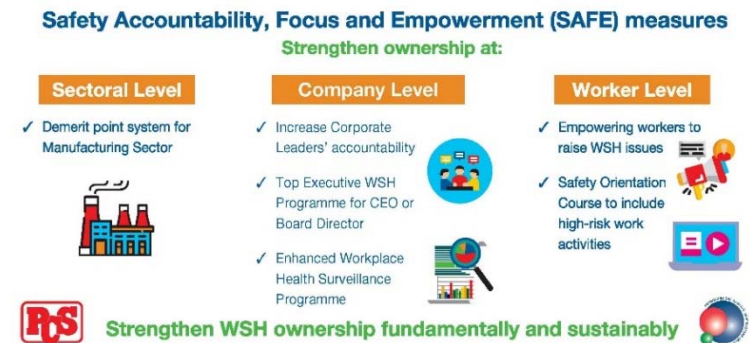 Safety Accountability, Focus and Empowerment (SAFE) measures
Strengthen ownership at:
Sectoral Level
✓ Demerit point system for
Manufacturing Sector
Company Level
✓ Increase Corporate
Leaders' accountability
✓ Top Executive WSH
Programme for CEO or
Board Director
✓ Enhanced Workplace
Health Surveillance
Programme
Worker Level
✓ Empowering workers to
raise WSH issues
✓ Safety Orientation
Course to include
high-risk work
activities
PCS
Strengthen WSH ownership fundamentally and sustainably